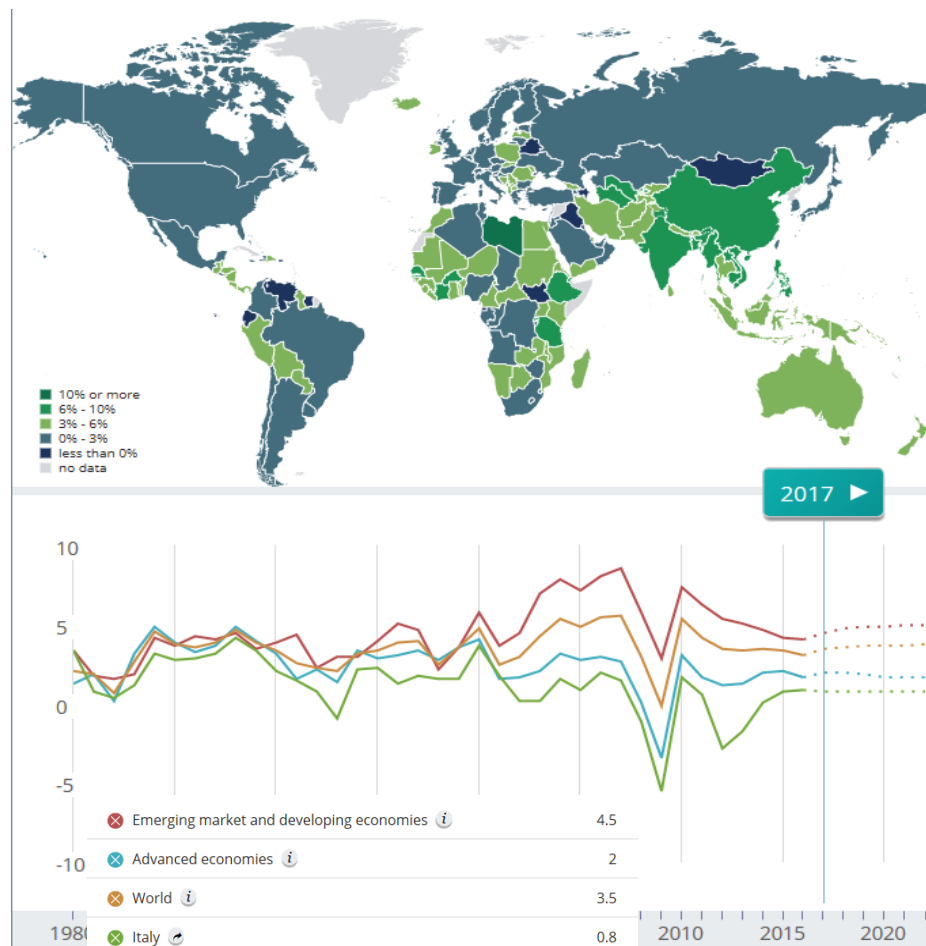 10% or more
6% - 10%
3% - 6%
0% - 3%
less than 0%
no data
2017
10
5
0
-5
-10
Emerging market and developing economies i 4.5
Advanced economies i 2
World i 3.5
Italy 0.8
2010 2015 2020